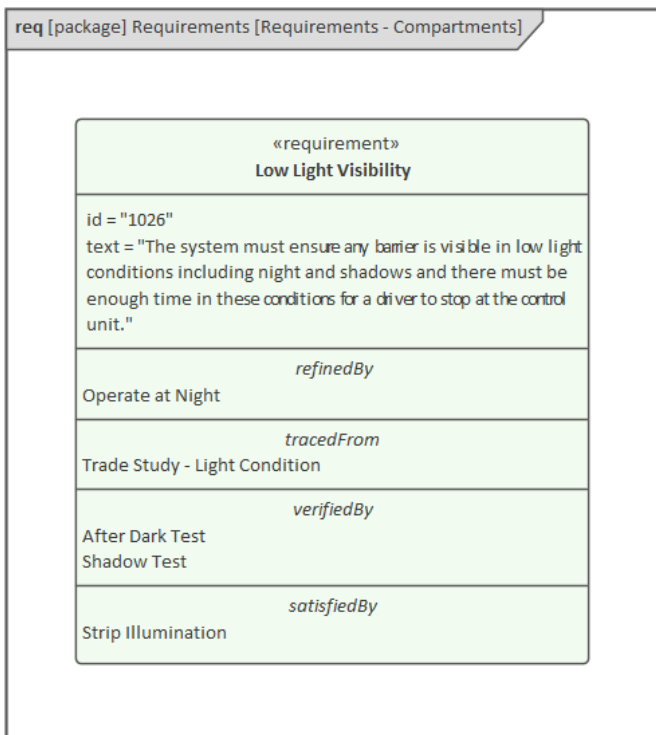 req [package] Requirements [Requirements - Compartments]
«requirement»
Low Light Visibility
id = "1026"
text = "The system must ensure any barrier is visible in low light
conditions including night and shadows and there must be
enough time in these conditions for a driver to stop at the control
unit."
refinedBy
Operate at Night
tracedFrom
Trade Study - Light Condition
verifiedBy
After Dark Test
Shadow Test
satisfiedBy
Strip Illumination